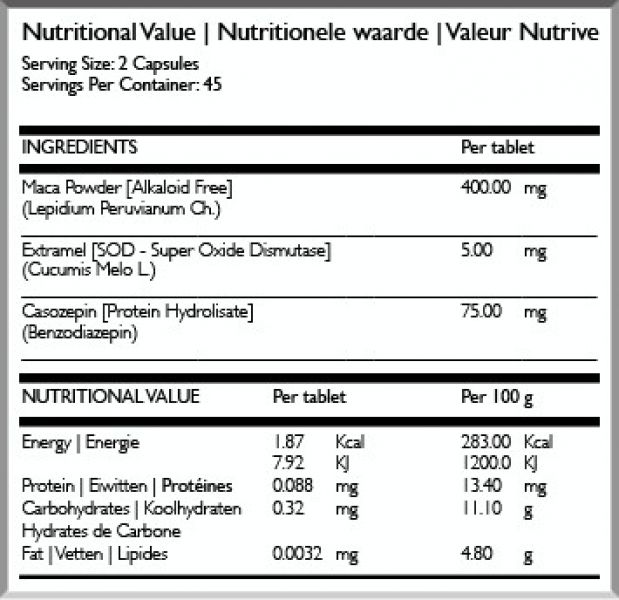 Nutritional Value | Nutritionele waarde | Valeur Nutrive
Serving Size: 2 Capsules
Servings Per Container: 45
INGREDIENTS Per tablet
Maca Powder [Alkaloid Free] 400.00 mg
(Lepidium Peruvianum Ch.)
Extramel [SOD - Super Oxide Dismutase] 5.00 mg
(Cucumis Melo L.)
Casozepin [Protein Hydrolisate] 75.00 mg
(Benzodiazepin)
NUTRITIONAL VALUE Per tablet Per 100 g
Energy | Energie 1.87 Kcal 283.00 Kcal
7.92 KJ 1200.0 KJ
Protein | Eiwitten | Protéines 0.088 mg 13.40 mg
Carbohydrates | Koolhydraten 0.32 mg 11.10 g
Hydrates de Carbone
Fat | Vetten | Lipides 0.0032 mg 4.80 g